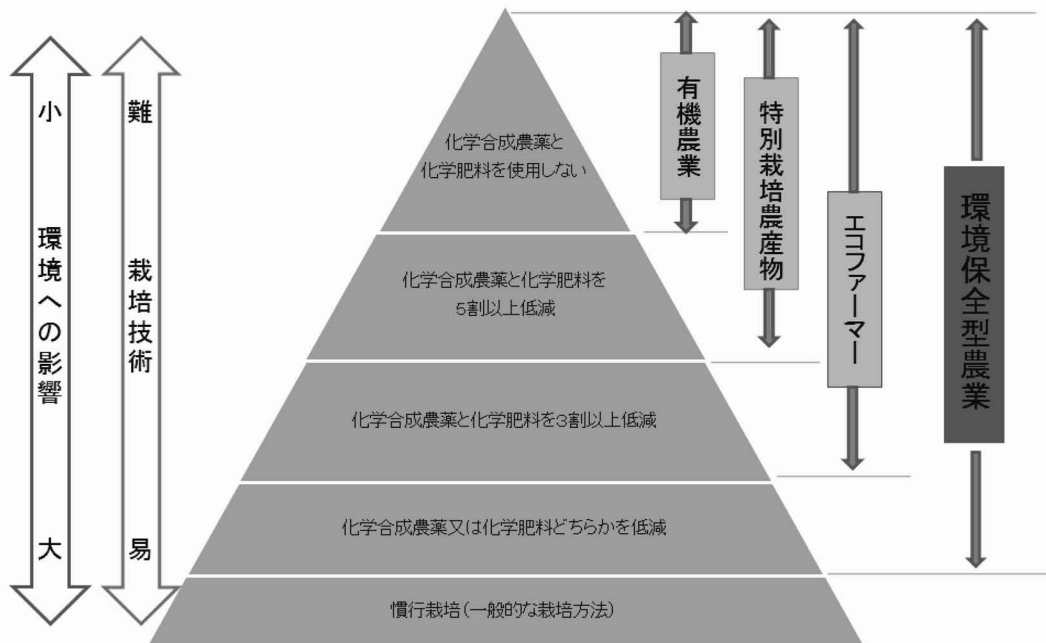 小
環境への影響
大
難
栽培技術
易
化学合成農薬と
化学肥料を使用しない
化学合成農薬と化学肥料を
5割以上低減
化学合成農薬と化学肥料を3割以上低減
化学合成農薬又は化学肥料どちらかを低減
慣行栽培(一般的な栽培方法)
有機農業
特別栽培農産物
エコファーマー
環境保全型農業